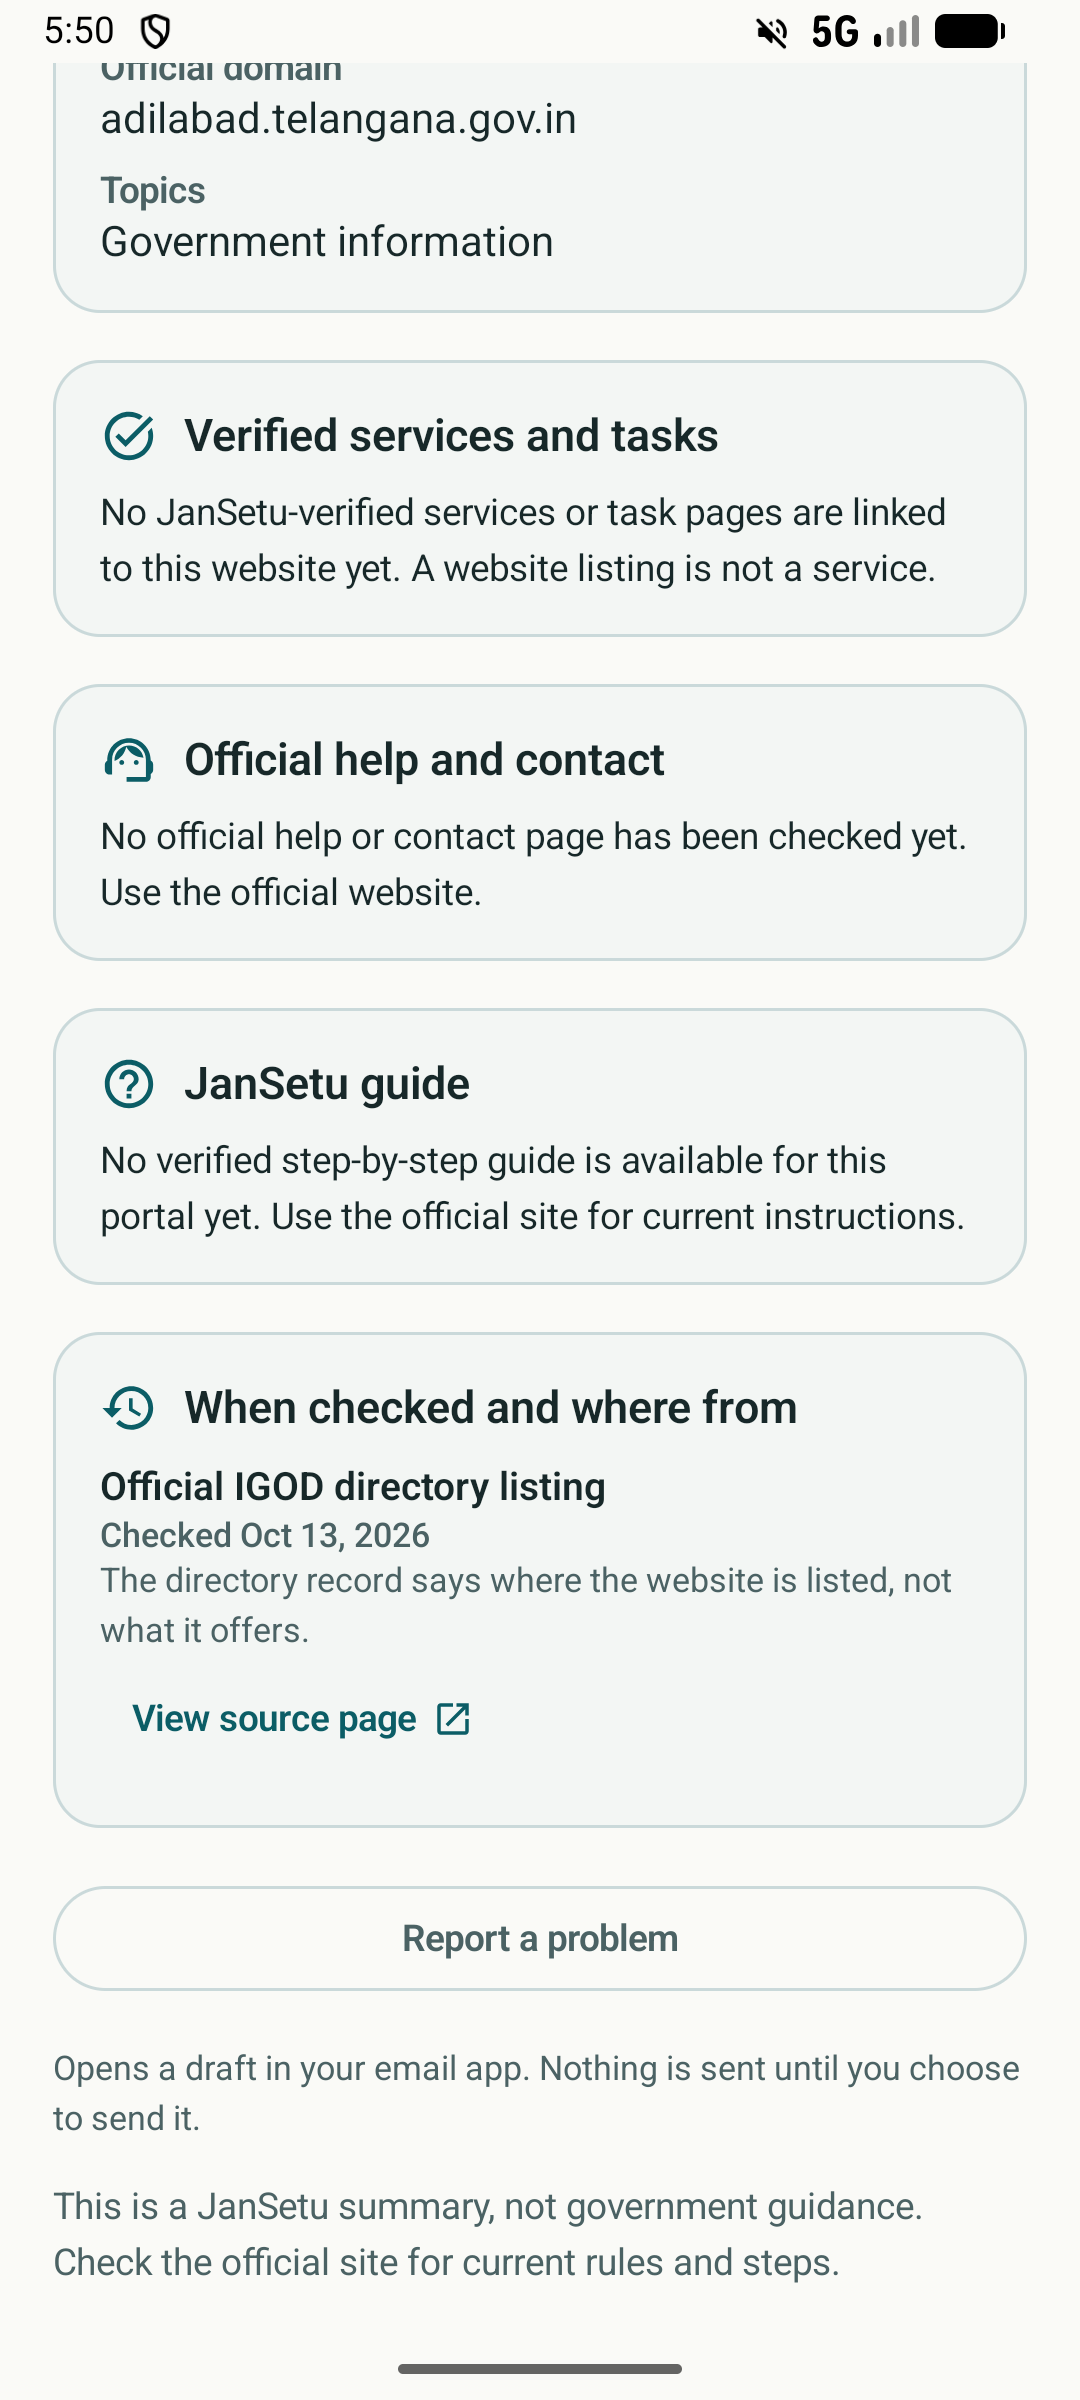 5:50
5G
Official domain
adilabad.telangana.gov.in
Topics
Government information
Verified services and tasks
No JanSetu-verified services or task pages are linked
to this website yet. A website listing is not a service.
Official help and contact
No official help or contact page has been checked yet.
Use the official website.
JanSetu guide
No verified step-by-step guide is available for this
portal yet. Use the official site for current instructions.
When checked and where from
Official IGOD directory listing
Checked Oct 13, 2026
The directory record says where the website is listed, not
what it offers.
View source page
Report a problem
Opens a draft in your email app. Nothing is sent until you choose
to send it.
This is a JanSetu summary, not government guidance.
Check the official site for current rules and steps.